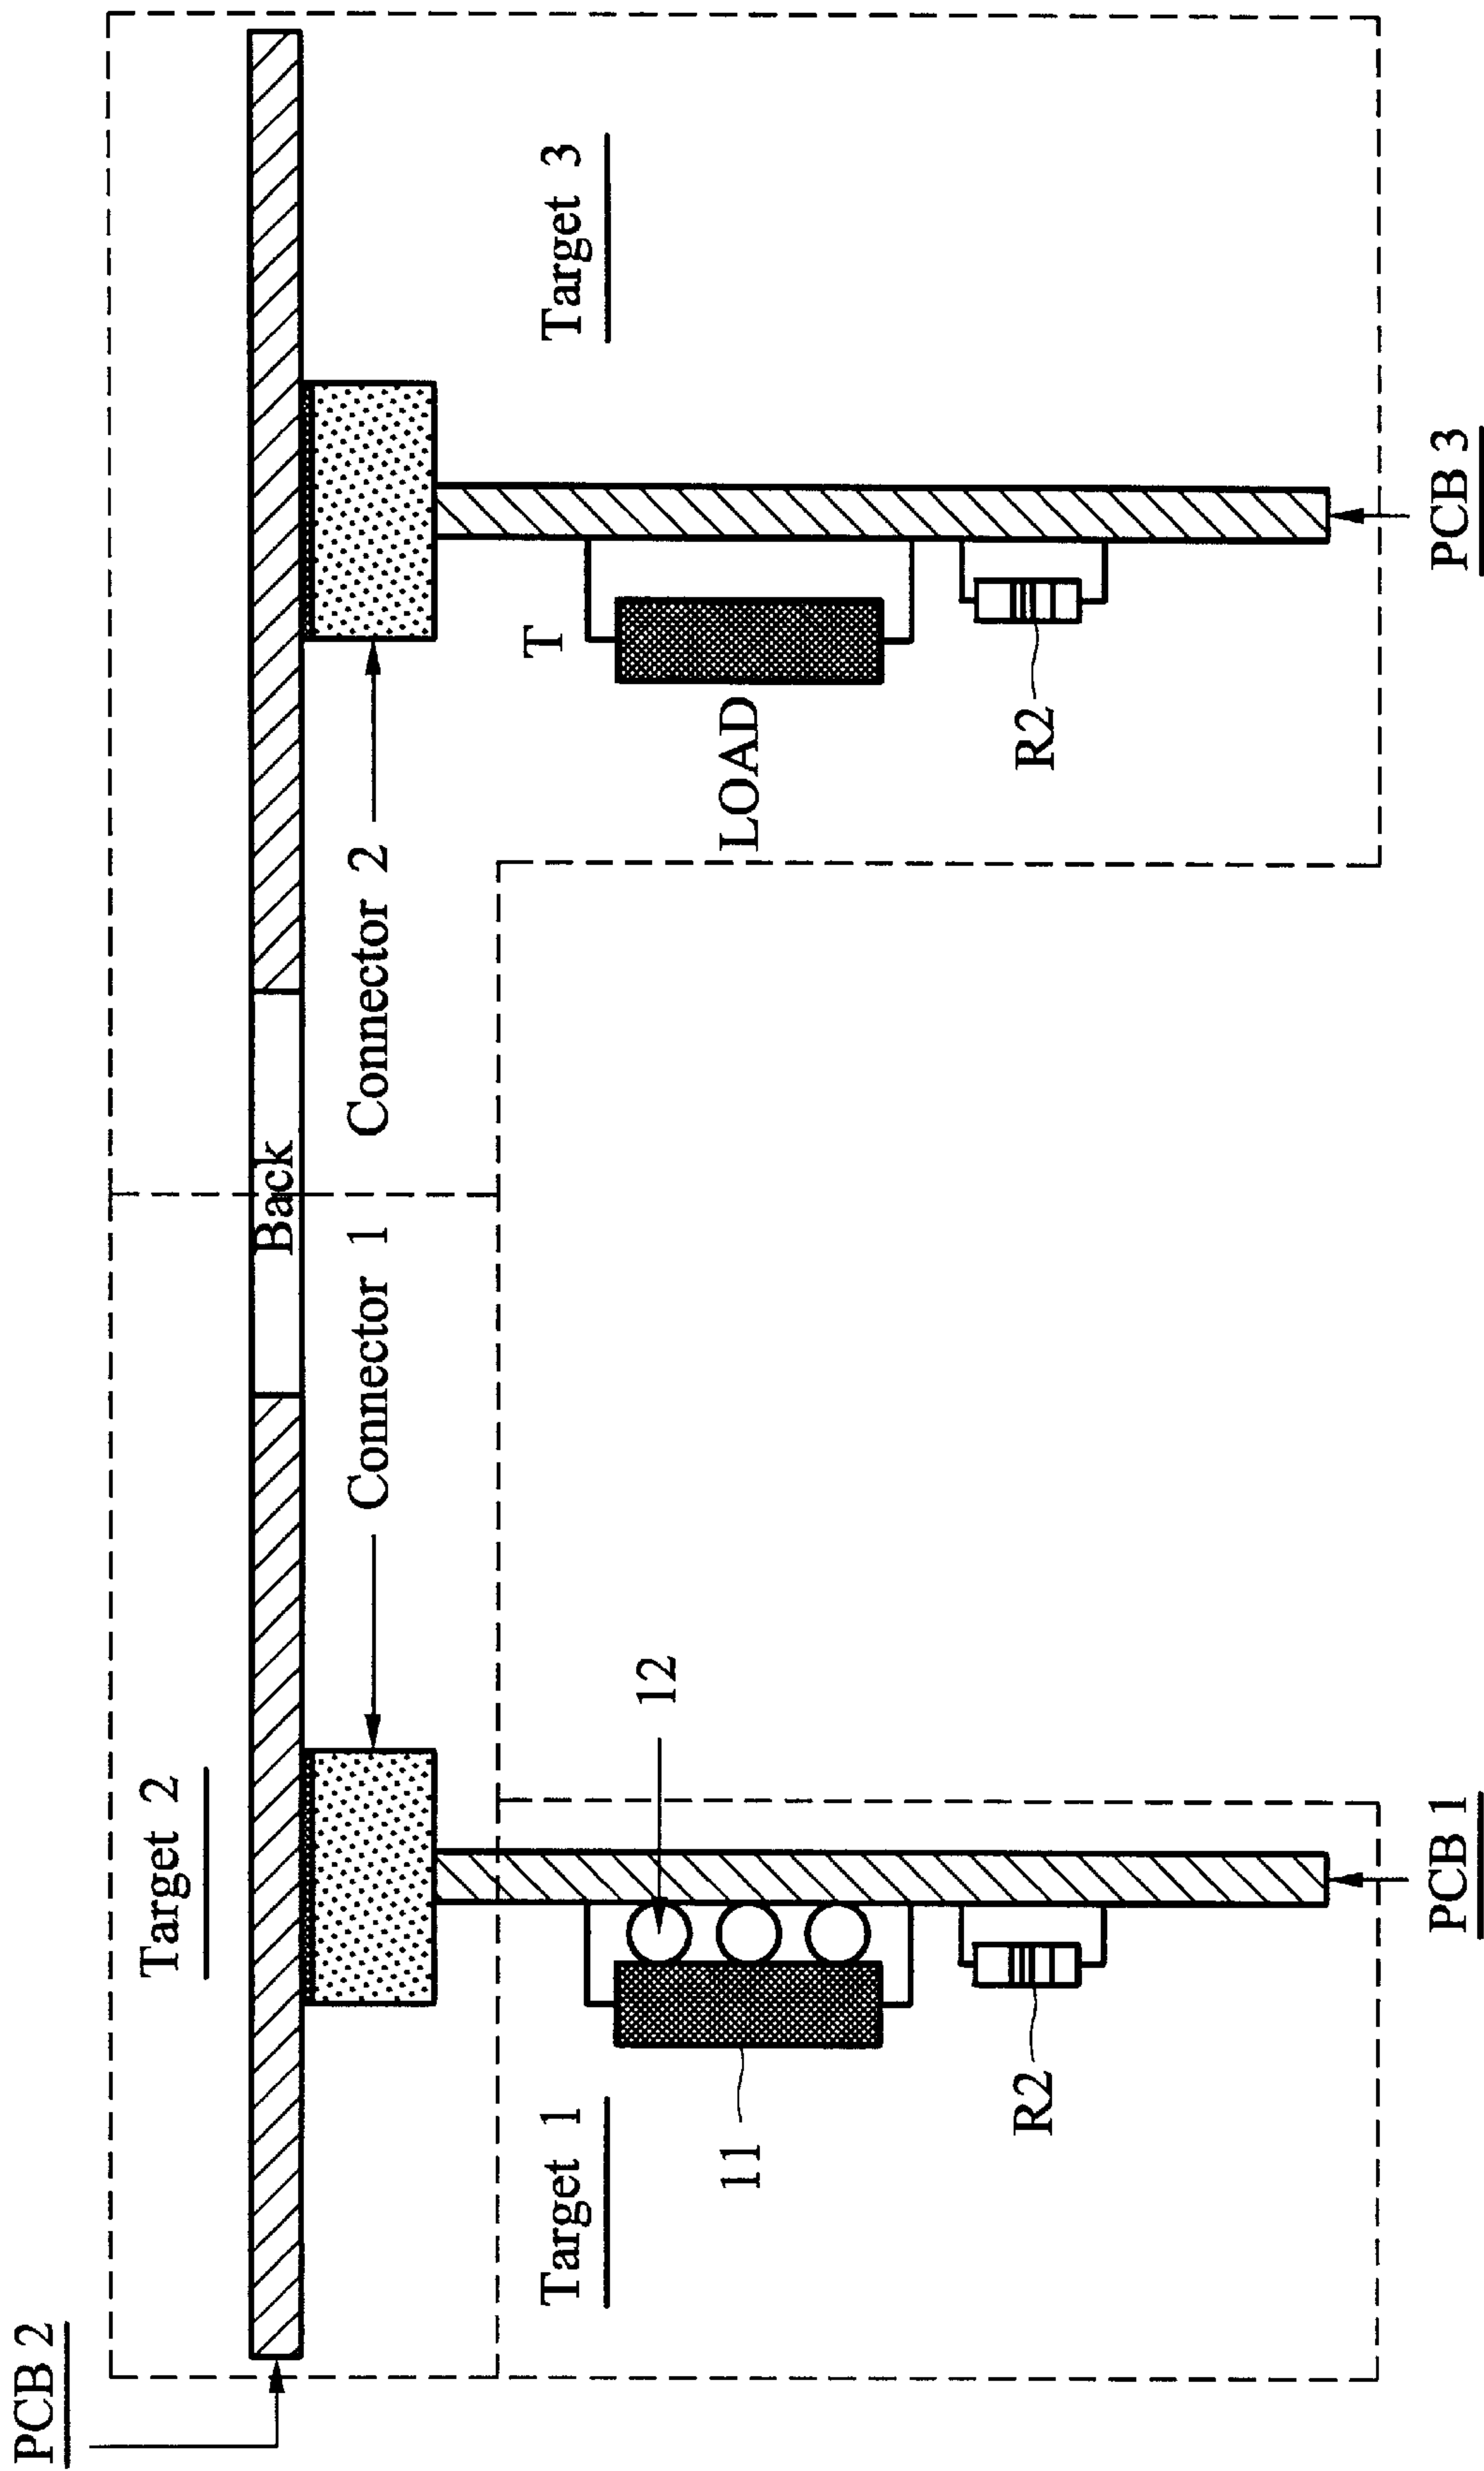 PCB 2
Target 2
Back
Connector 1
Connector 2
Target 1
11
12
R2
PCB 1
Target 3
T
LOAD
R2
PCB 3